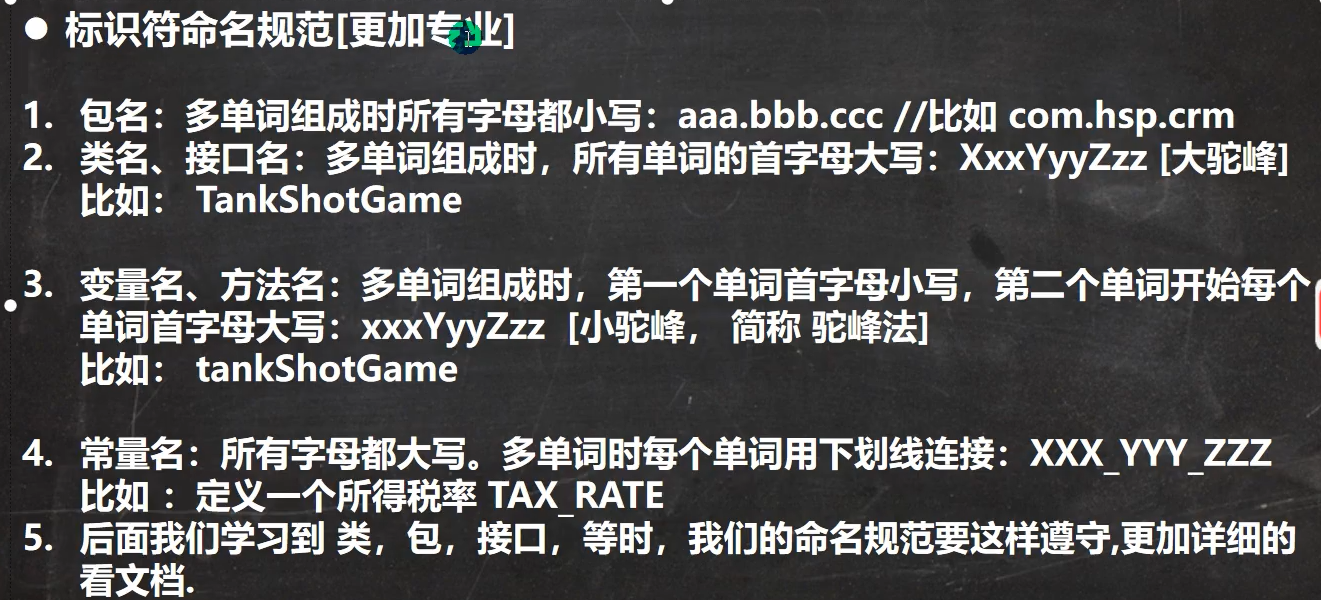 ● 标识符命名规范[更加专业]
1. 包名：多单词组成时所有字母都小写：aaa.bbb.ccc //比如 com.hsp.crm
2. 类名、接口名：多单词组成时，所有单词的首字母大写：XxxYyyZzz [大驼峰]
比如： TankShotGame
3. 变量名、方法名：多单词组成时，第一个单词首字母小写，第二个单词开始每个
单词首字母大写：xxxYyyZzz [小驼峰， 简称 驼峰法]
比如： tankShotGame
4. 常量名：所有字母都大写。多单词时每个单词用下划线连接：XXX_YYY_ZZZ
比如 ：定义一个所得税率 TAX_RATE
5. 后面我们学习到 类，包，接口，等时，我们的命名规范要这样遵守,更加详细的
看文档.